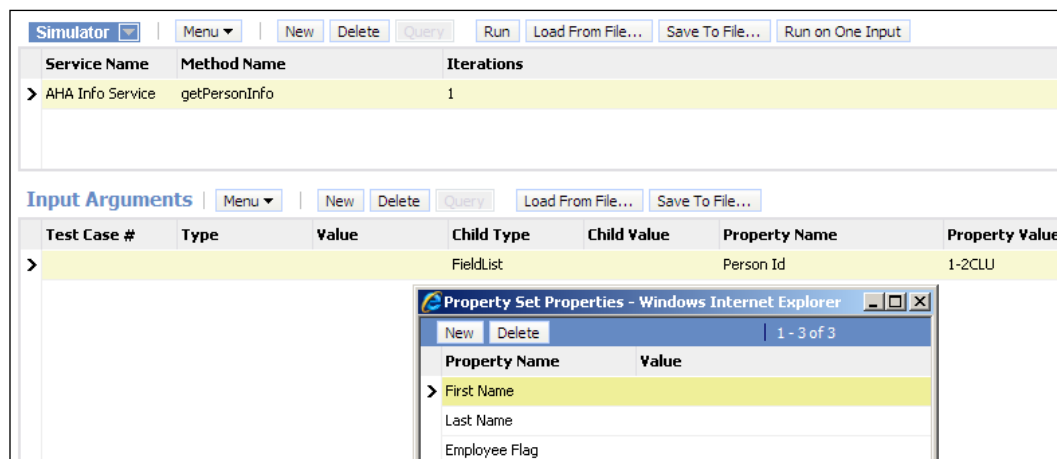 Simulator Menu New Delete Query Run Load From File... Save To File... Run on One Input
Service Name Method Name Iterations
AHA Info Service getPersonInfo 1
Input Arguments Menu New Delete Query Load From File... Save To File...
Test Case # Type Value Child Type Child Value Property Name Property Value
FieldList Person Id 1-2CLU
Property Set Properties - Windows Internet Explorer
New Delete 1 - 3 of 3
Property Name Value
First Name
Last Name
Employee Flag